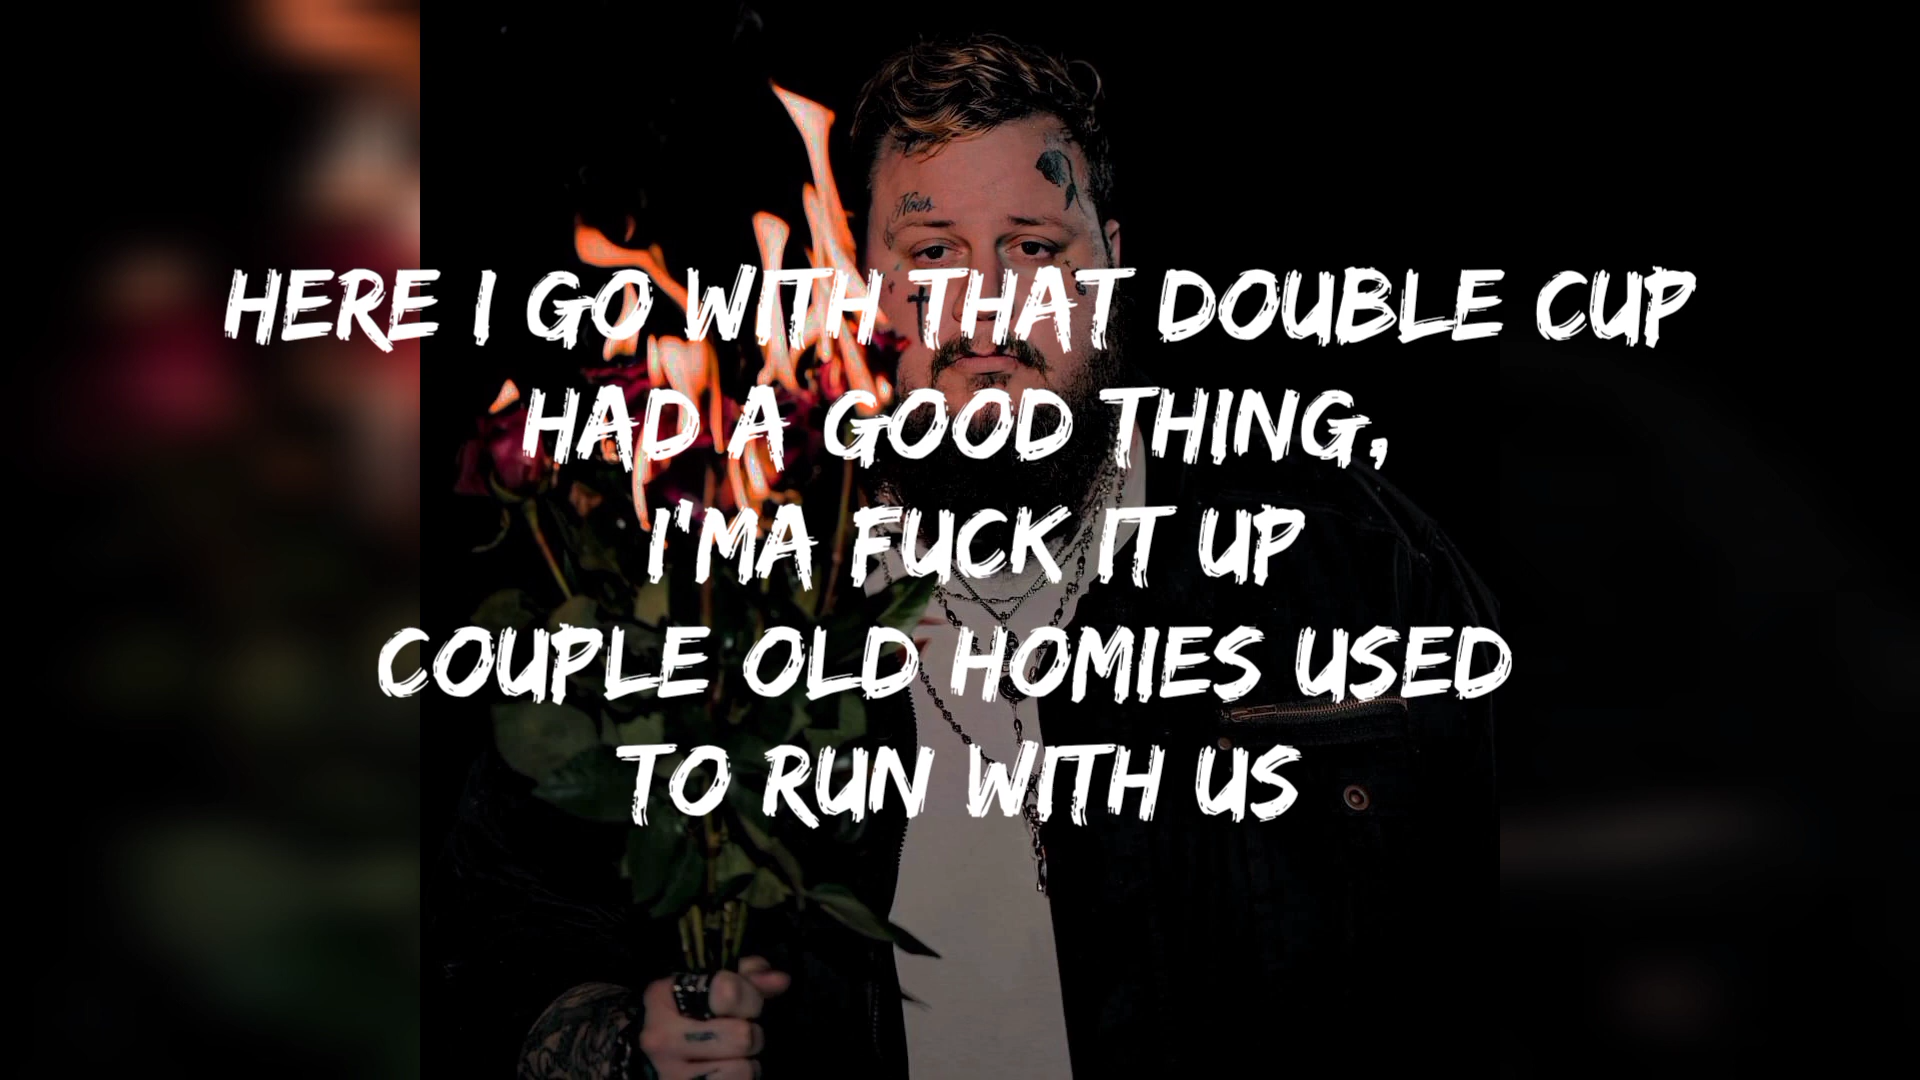 Noah
HERE I GO WITH THAT DOUBLE CUP
HAD A GOOD THING,
I'MA FUCK IT UP
COUPLE OLD HOMIES USED
TO RUN WITH US